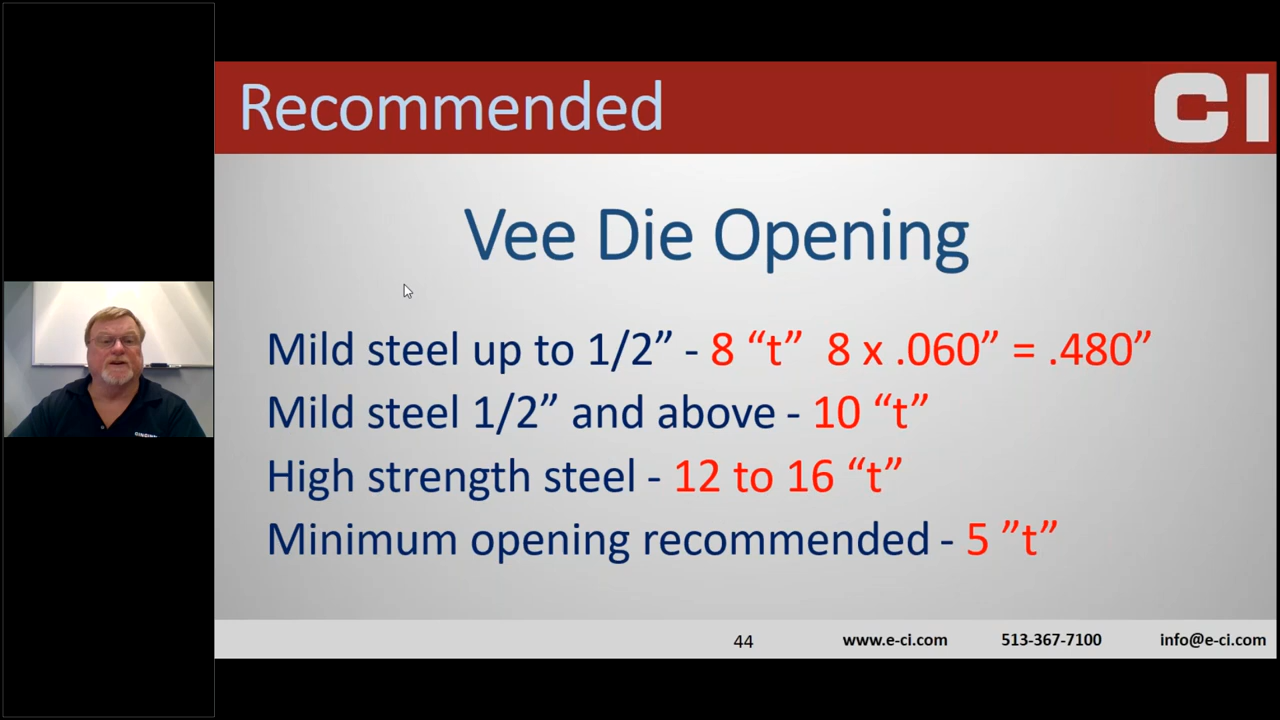 Recommended
CI
Vee Die Opening
Mild steel up to 1/2” - 8 “t” 8 x .060” = .480”
Mild steel 1/2” and above - 10 “t”
High strength steel - 12 to 16 “t”
Minimum opening recommended - 5 ”t”
44 www.e-ci.com 513-367-7100 info@e-ci.com